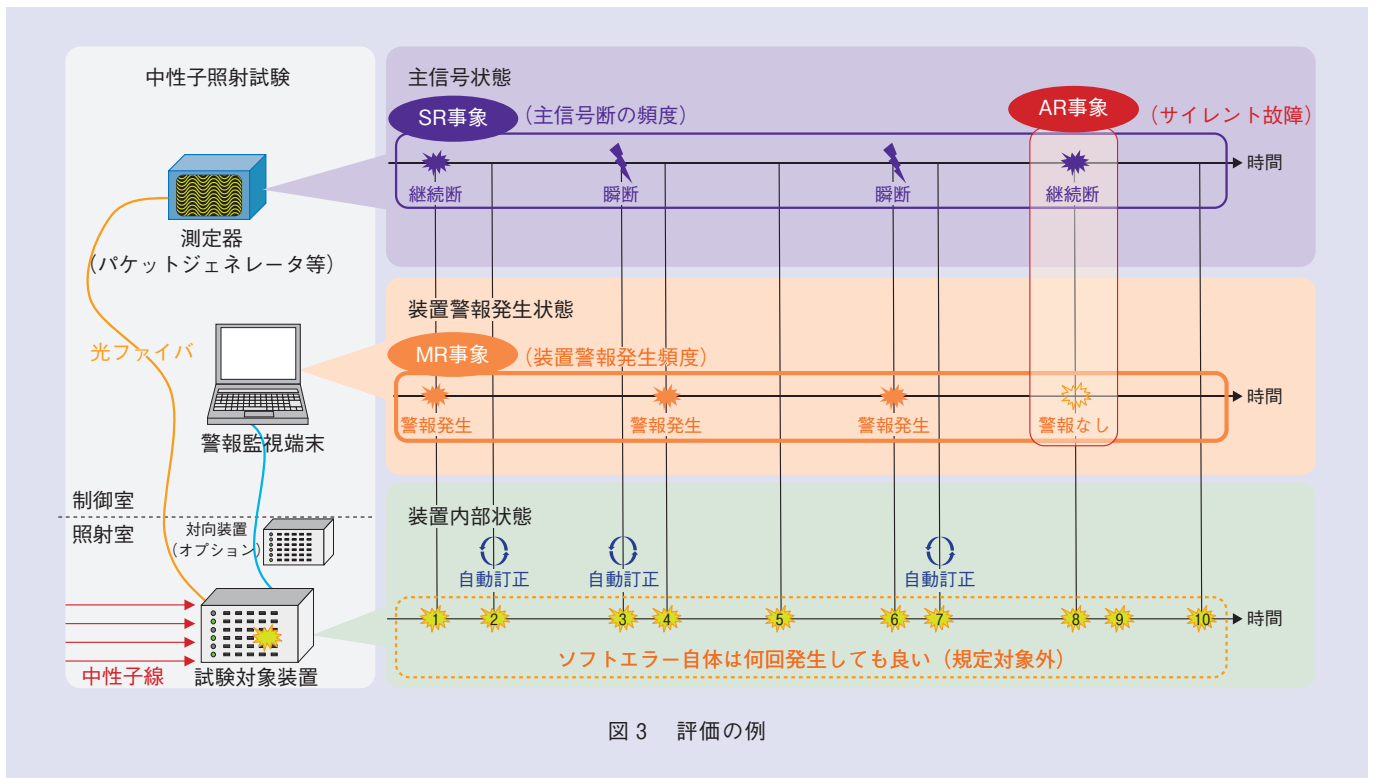 中性子照射試験
測定器
（パケットジェネレータ等）
光ファイバ
警報監視端末
制御室
照射室
対向装置
（オプション）
中性子線
試験対象装置
主信号状態
SR事象
（主信号断の頻度）
AR事象
（サイレント故障）
時間
継続断
瞬断
瞬断
継続断
装置警報発生状態
MR事象
（装置警報発生頻度）
時間
警報発生
警報発生
警報発生
警報なし
装置内部状態
自動訂正
自動訂正
自動訂正
1 2 3 4 5 6 7 8 9 10
時間
ソフトエラー自体は何回発生しても良い（規定対象外）
図 3　評価の例